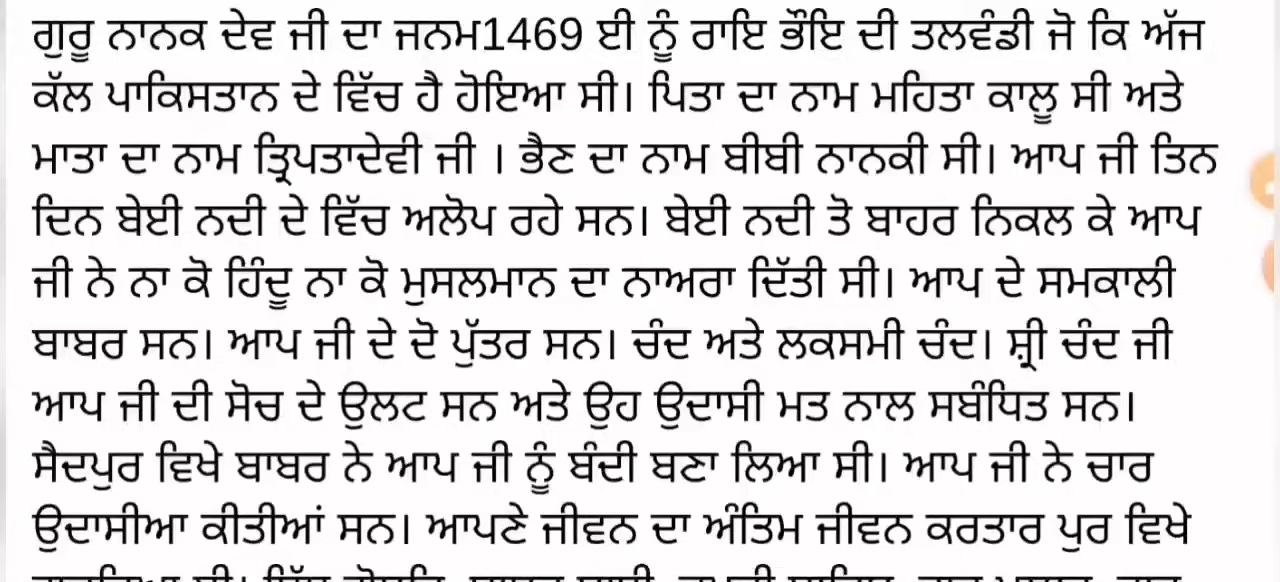 ਗੁਰੂ ਨਾਨਕ ਦੇਵ ਜੀ ਦਾ ਜਨਮ1469 ਈ ਨੂੰ ਰਾਇ ਭੌਇ ਦੀ ਤਲਵੰਡੀ ਜੋ ਕਿ ਅੱਜ
ਕੱਲ ਪਾਕਿਸਤਾਨ ਦੇ ਵਿੱਚ ਹੈ ਹੋਇਆ ਸੀ। ਪਿਤਾ ਦਾ ਨਾਮ ਮਹਿਤਾ ਕਾਲੂ ਸੀ ਅਤੇ
ਮਾਤਾ ਦਾ ਨਾਮ ਤ੍ਰਿਪਤਾਦੇਵੀ ਜੀ । ਭੈਣ ਦਾ ਨਾਮ ਬੀਬੀ ਨਾਨਕੀ ਸੀ। ਆਪ ਜੀ ਤਿਨ
ਦਿਨ ਬੇਈ ਨਦੀ ਦੇ ਵਿੱਚ ਅਲੋਪ ਰਹੇ ਸਨ। ਬੇਈ ਨਦੀ ਤੋ ਬਾਹਰ ਨਿਕਲ ਕੇ ਆਪ
ਜੀ ਨੇ ਨਾ ਕੋ ਹਿੰਦੂ ਨਾ ਕੋ ਮੁਸਲਮਾਨ ਦਾ ਨਾਅਰਾ ਦਿੱਤੀ ਸੀ। ਆਪ ਦੇ ਸਮਕਾਲੀ
ਬਾਬਰ ਸਨ। ਆਪ ਜੀ ਦੇ ਦੋ ਪੁੱਤਰ ਸਨ। ਚੰਦ ਅਤੇ ਲਕਸਮੀ ਚੰਦ। ਸ਼੍ਰੀ ਚੰਦ ਜੀ
ਆਪ ਜੀ ਦੀ ਸੋਚ ਦੇ ਉਲਟ ਸਨ ਅਤੇ ਉਹ ਉਦਾਸੀ ਮਤ ਨਾਲ ਸਬੰਧਿਤ ਸਨ।
ਸੈਦਪੁਰ ਵਿਖੇ ਬਾਬਰ ਨੇ ਆਪ ਜੀ ਨੂੰ ਬੰਦੀ ਬਣਾ ਲਿਆ ਸੀ। ਆਪ ਜੀ ਨੇ ਚਾਰ
ਉਦਾਸੀਆ ਕੀਤੀਆਂ ਸਨ। ਆਪਣੇ ਜੀਵਨ ਦਾ ਅੰਤਿਮ ਜੀਵਨ ਕਰਤਾਰ ਪੁਰ ਵਿਖੇ